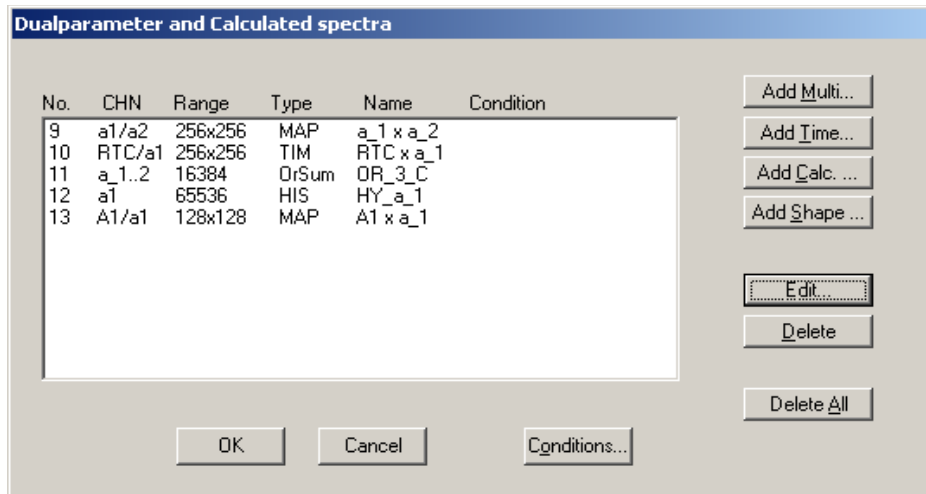 Dualparameter and Calculated spectra
No. CHN Range Type Name Condition
9 a1/a2 256x256 MAP a_1 x a_2
10 RTC/a1 256x256 TIM RTC x a_1
11 a_1..2 16384 OrSum OR_3_C
12 a1 65536 HIS HY_a_1
13 A1/a1 128x128 MAP A1 x a_1
Add Multi...
Add Time...
Add Calc. ...
Add Shape ...
Edit...
Delete
Delete All
OK Cancel Conditions...